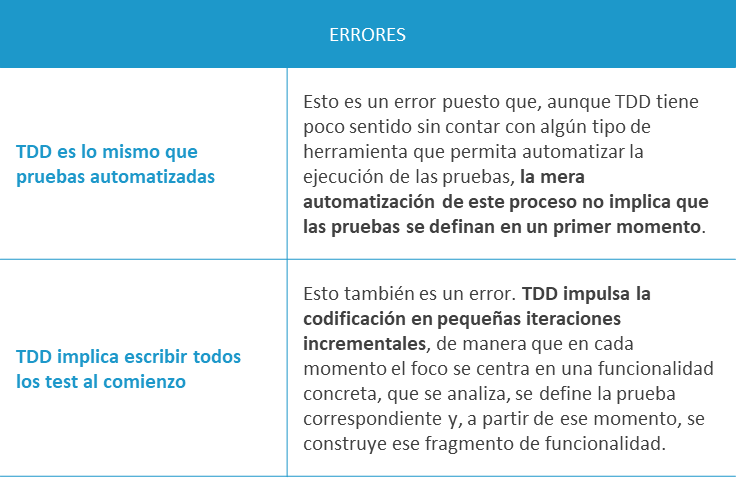 ERRORES
TDD es lo mismo que
pruebas automatizadas
Esto es un error puesto que, aunque TDD tiene
poco sentido sin contar con algún tipo de
herramienta que permita automatizar la
ejecución de las pruebas, la mera
automatización de este proceso no implica que
las pruebas se definan en un primer momento.
TDD implica escribir todos
los test al comienzo
Esto también es un error. TDD impulsa la
codificación en pequeñas iteraciones
incrementales, de manera que en cada
momento el foco se centra en una funcionalidad
concreta, que se analiza, se define la prueba
correspondiente y, a partir de ese momento, se
construye ese fragmento de funcionalidad.